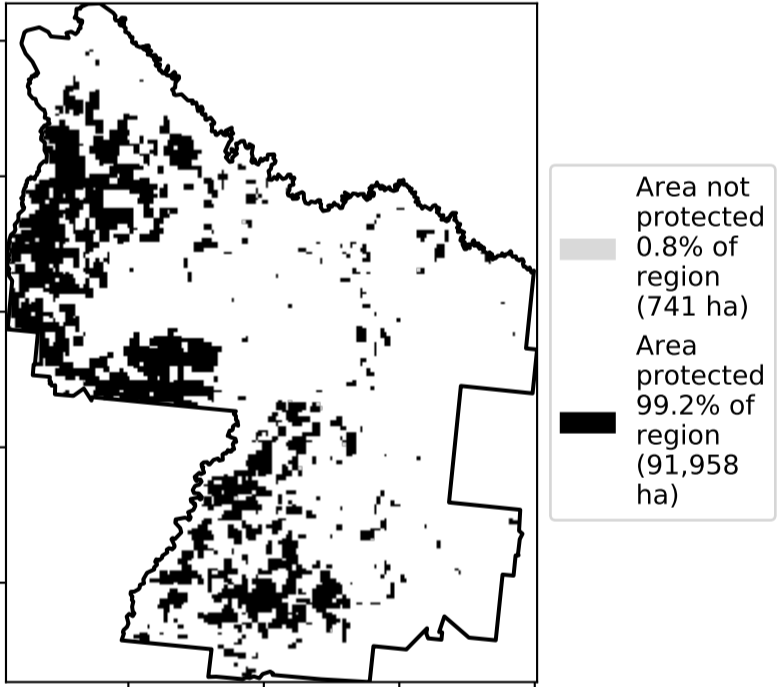 Area not
protected
0.8% of
region
(741 ha)
Area
protected
99.2% of
region
(91,958
ha)